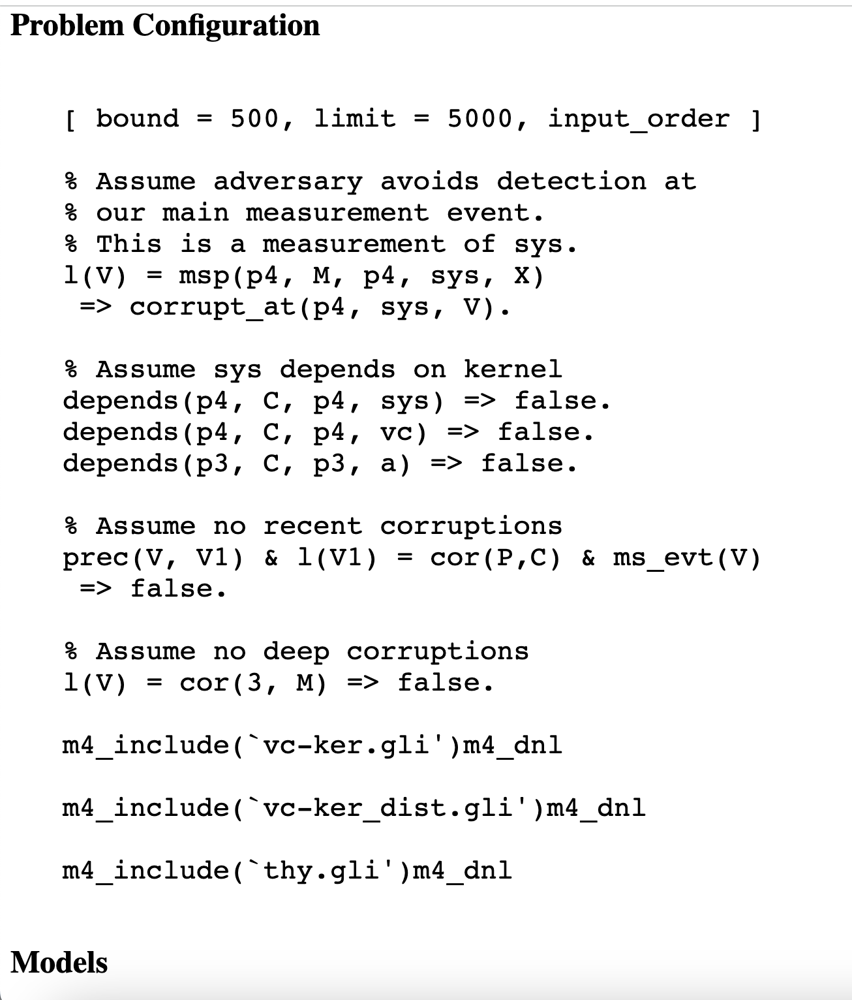 Problem Configuration
[ bound = 500, limit = 5000, input_order ]
% Assume adversary avoids detection at
% our main measurement event.
% This is a measurement of sys.
l(V) = msp(p4, M, p4, sys, X)
 => corrupt_at(p4, sys, V).
% Assume sys depends on kernel
depends(p4, C, p4, sys) => false.
depends(p4, C, p4, vc) => false.
depends(p3, C, p3, a) => false.
% Assume no recent corruptions
prec(V, V1) & l(V1) = cor(P,C) & ms_evt(V)
 => false.
% Assume no deep corruptions
l(V) = cor(3, M) => false.
m4_include(`vc-ker.gli')m4_dnl
m4_include(`vc-ker_dist.gli')m4_dnl
m4_include(`thy.gli')m4_dnl
Models